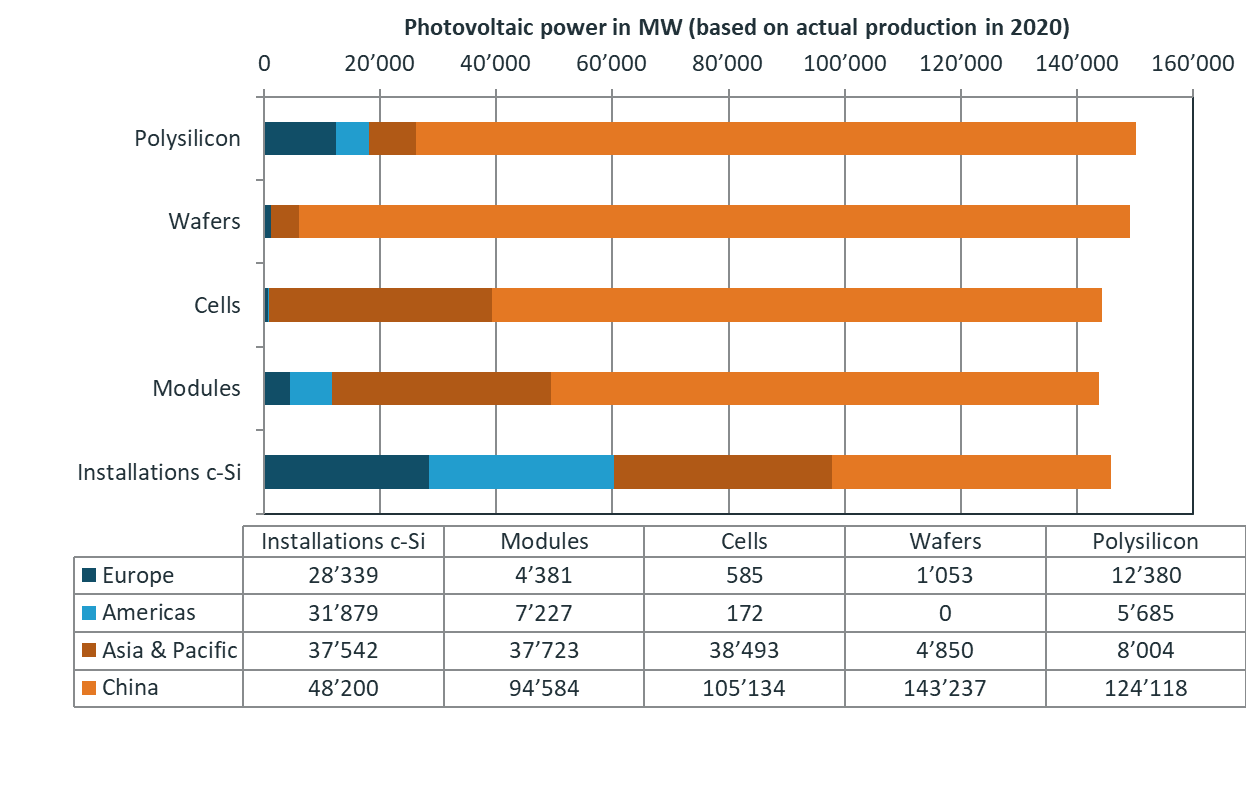 Photovoltaic power in MW (based on actual production in 2020)
0 20’000 40’000 60’000 80’000 100’000 120’000 140’000 160’000
Polysilicon
Wafers
Cells
Modules
Installations c-Si
Installations c-Si Modules Cells Wafers Polysilicon
Europe 28’339 4’381 585 1’053 12’380
Americas 31’879 7’227 172 0 5’685
Asia & Pacific 37’542 37’723 38’493 4’850 8’004
China 48’200 94’584 105’134 143’237 124’118